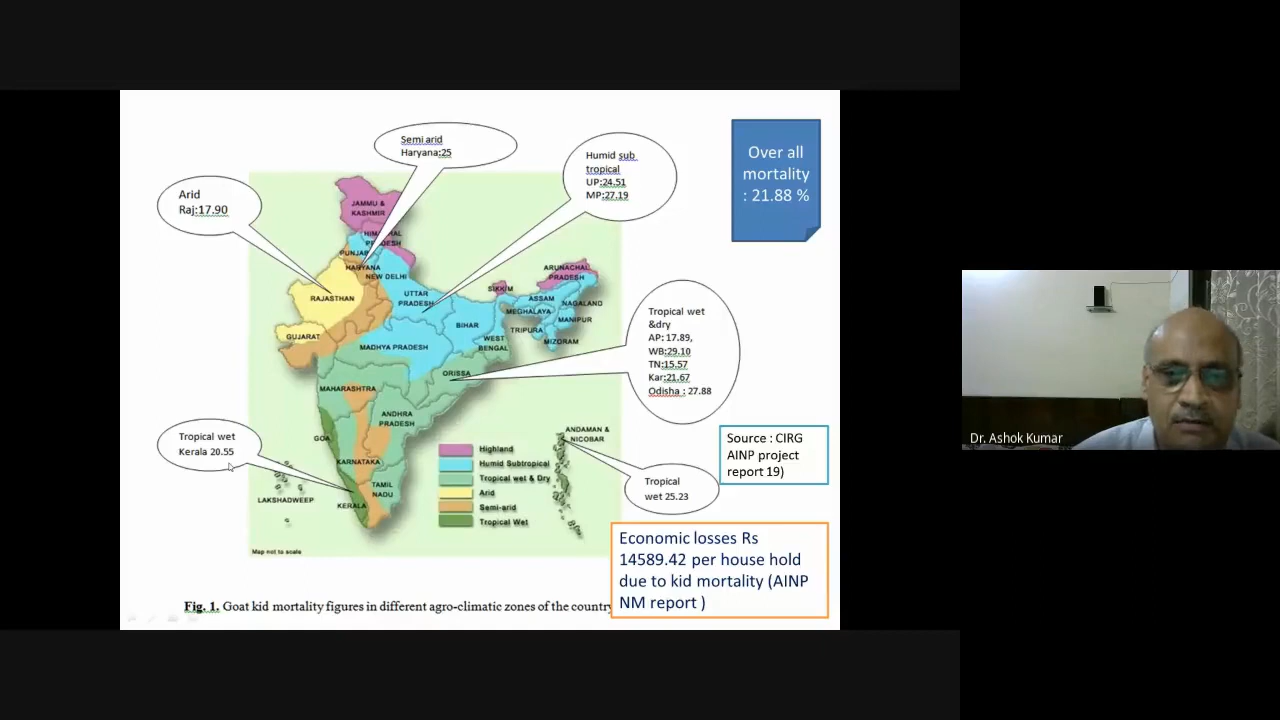 Semi arid
Haryana:25
Humid sub
tropical
UP:24.51
MP:27.19
Over all
mortality
: 21.88 %
Arid
Raj:17.90
JAMMU &
KASHMIR
HIMACHAL
PRADESH
PUNJAB
HARYANA
NEW DELHI
RAJASTHAN
UTTAR
PRADESH
SIKKIM
ARUNACHAL
PRADESH
ASSAM
NAGALAND
MEGHALAYA
MANIPUR
TRIPURA
MIZORAM
BIHAR
WEST
BENGAL
GUJARAT
MADHYA PRADESH
ORISSA
MAHARASHTRA
ANDHRA
PRADESH
GOA
KARNATAKA
TAMIL
NADU
KERALA
LAKSHADWEEP
ANDAMAN &
NICOBAR
Tropical wet
&dry
AP: 17.89,
WB:29.10
TN:15.57
Kar:21.67
Odisha : 27.88
Tropical wet
Kerala 20.55
Highland
Humid Subtropical
Tropical wet & Dry
Arid
Semi-arid
Tropical Wet
Tropical
wet 25.23
Source : CIRG
AINP project
report 19)
Map not to scale
Economic losses Rs
14589.42 per house hold
due to kid mortality (AINP
NM report )
Fig. 1. Goat kid mortality figures in different agro-climatic zones of the country
Dr. Ashok Kumar